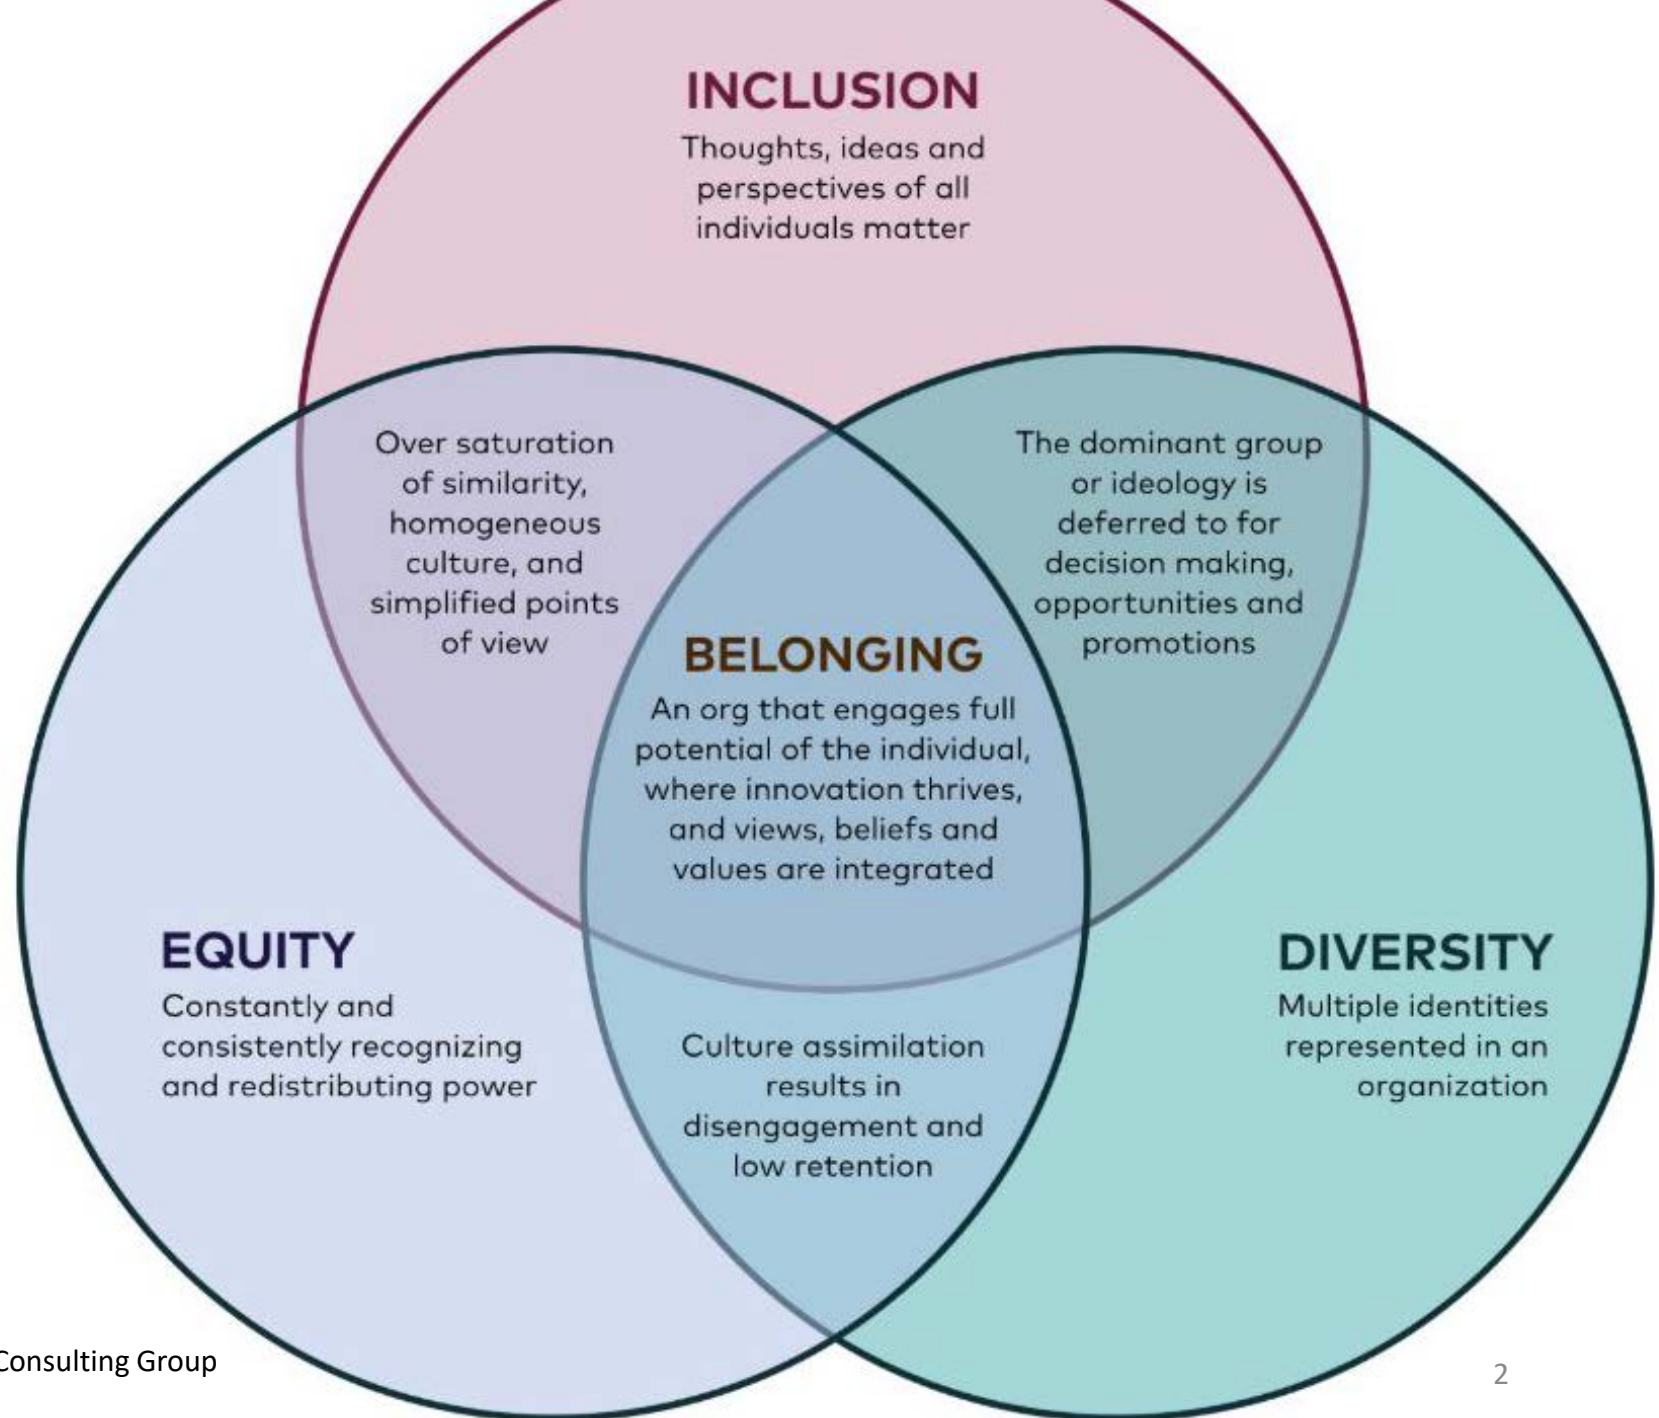 INCLUSION
Thoughts, ideas and
perspectives of all
individuals matter
Over saturation
of similarity,
homogeneous
culture, and
simplified points
of view
The dominant group
or ideology is
deferred to for
decision making,
opportunities and
promotions
BELONGING
An org that engages full
potential of the individual,
where innovation thrives,
and views, beliefs and
values are integrated
EQUITY
Constantly and
consistently recognizing
and redistributing power
DIVERSITY
Multiple identities
represented in an
organization
Culture assimilation
results in
disengagement and
low retention
Consulting Group
2